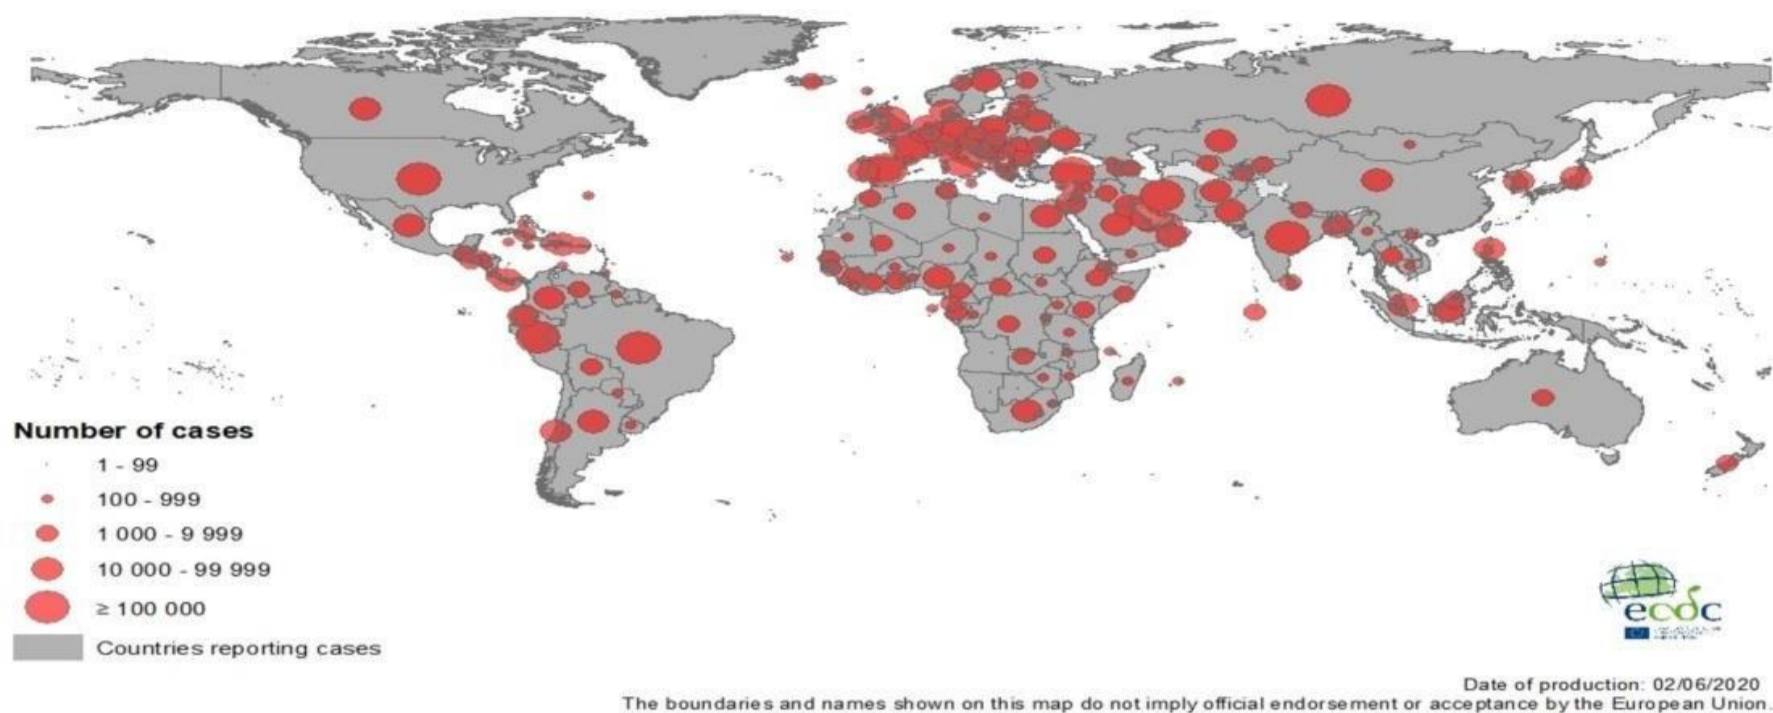 Number of cases
1 - 99
100 - 999
1 000 - 9 999
10 000 - 99 999
≥ 100 000
Countries reporting cases
ecdc
Date of production: 02/06/2020
The boundaries and names shown on this map do not imply official endorsement or acceptance by the European Union.